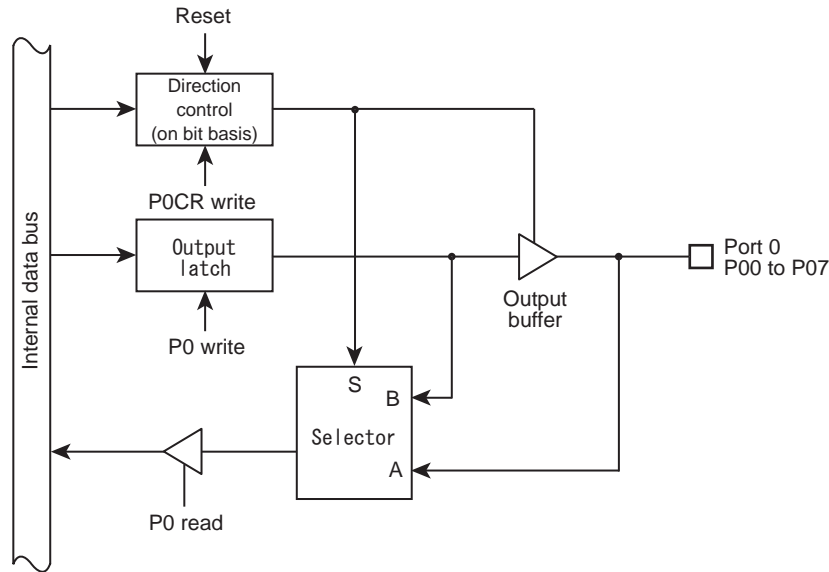 Reset
Direction
control
(on bit basis)
P0CR write
Internal data bus
Output
latch
P0 write
Output
buffer
Port 0
P00 to P07
S
B
Selector
A
P0 read